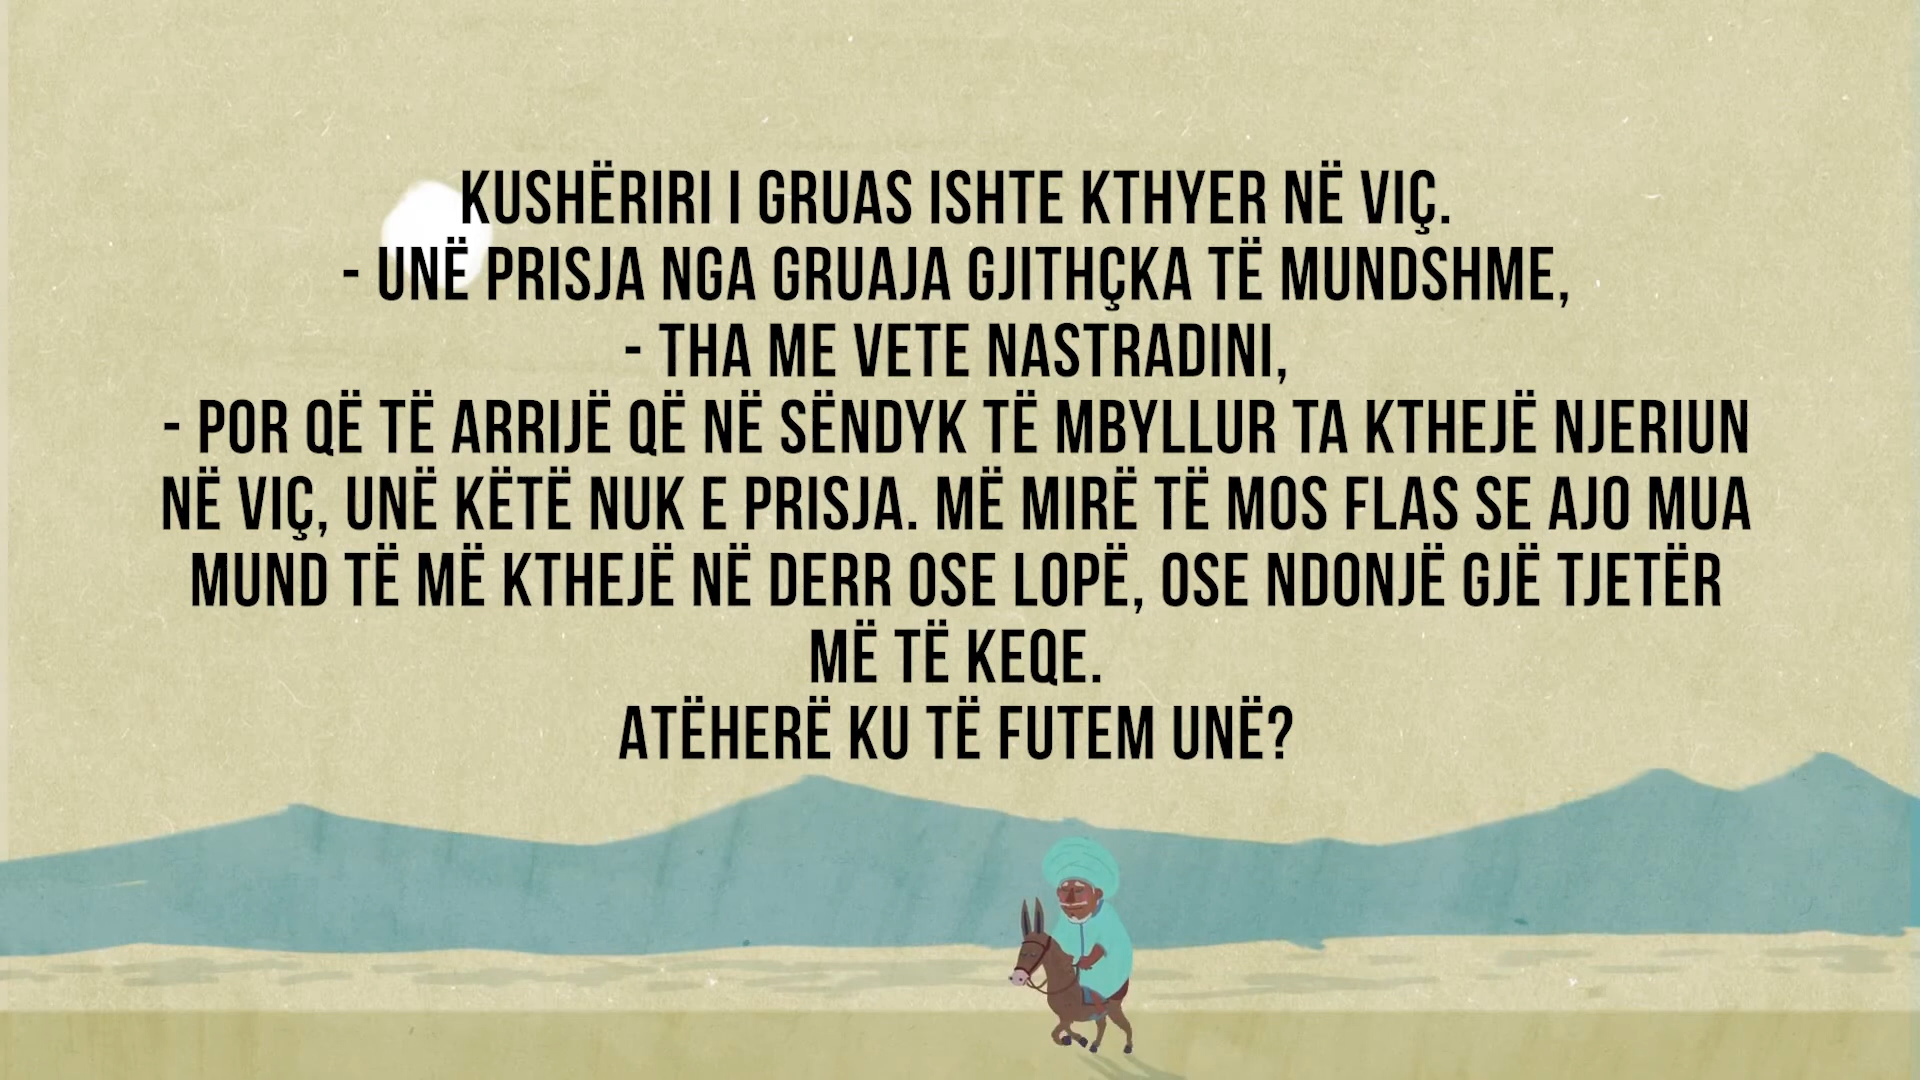 KUSHËRIRI I GRUAS ISHTE KTHYER NË VIÇ.
- UNË PRISJA NGA GRUAJA GJITHÇKA TË MUNDSHME,
- THA ME VETE NASTRADINI,
- POR QË TË ARRIJË QË NË SËNDYK TË MBYLLUR TA KTHEJË NJERIUN
NË VIÇ, UNË KËTË NUK E PRISJA. MË MIRË TË MOS FLAS SE AJO MUA
MUND TË MË KTHEJË NË DERR OSE LOPË, OSE NDONJË GJË TJETËR
MË TË KEQE.
ATËHERË KU TË FUTEM UNË?